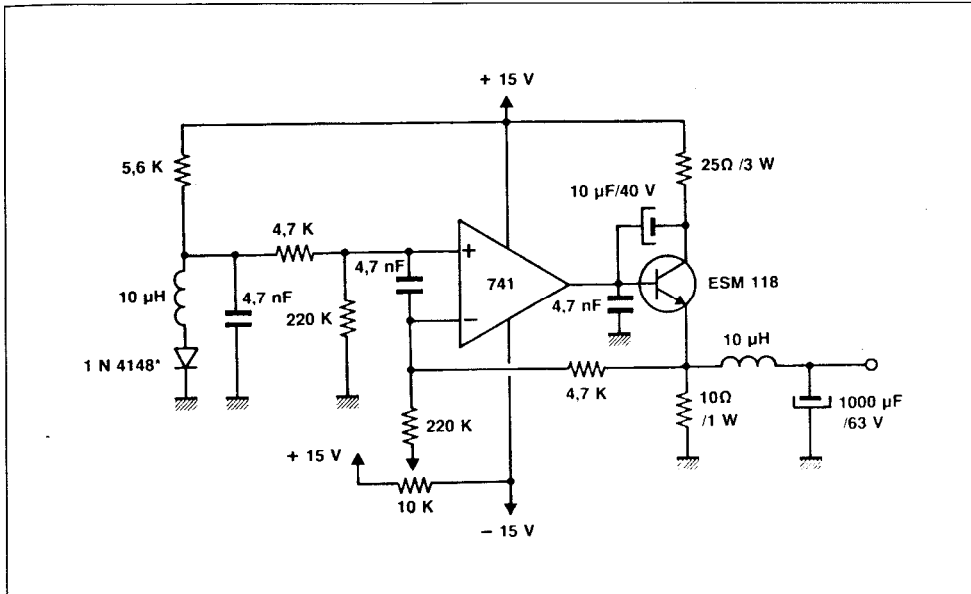 + 15 V
5,6 K
25Ω /3 W
10 µF/40 V
4,7 K
+
4,7 nF
741
ESM 118
10 µH
4,7 nF
4,7 nF
220 K
−
10 µH
1 N 4148*
4,7 K
10Ω
/1 W
1000 µF
/63 V
220 K
+ 15 V
10 K
− 15 V